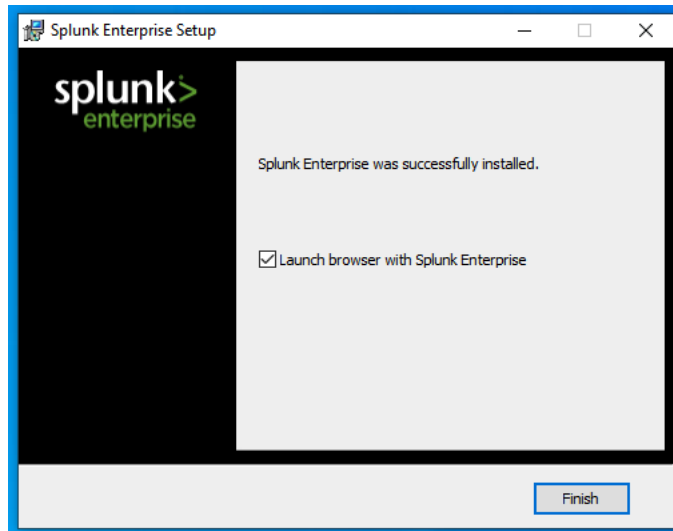 Splunk Enterprise Setup
splunk>
enterprise
Splunk Enterprise was successfully installed.
Launch browser with Splunk Enterprise
Finish